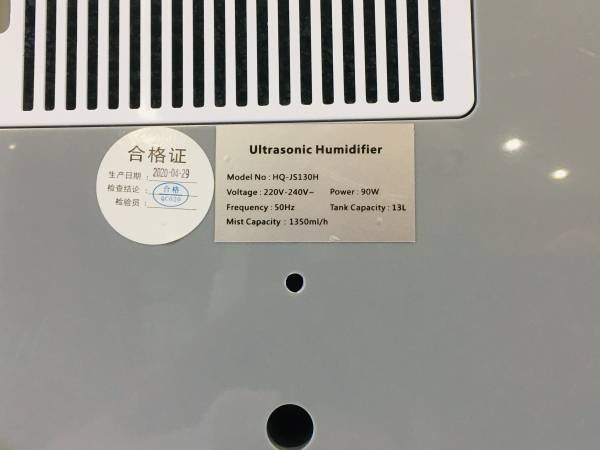 合格证
生产日期: 2020-04-29
检查结论: 合格
QC020
检验员:
Ultrasonic Humidifier
Model No : HQ-JS130H
Voltage : 220V-240V~ Power : 90W
Frequency : 50Hz Tank Capacity : 13L
Mist Capacity : 1350ml/h